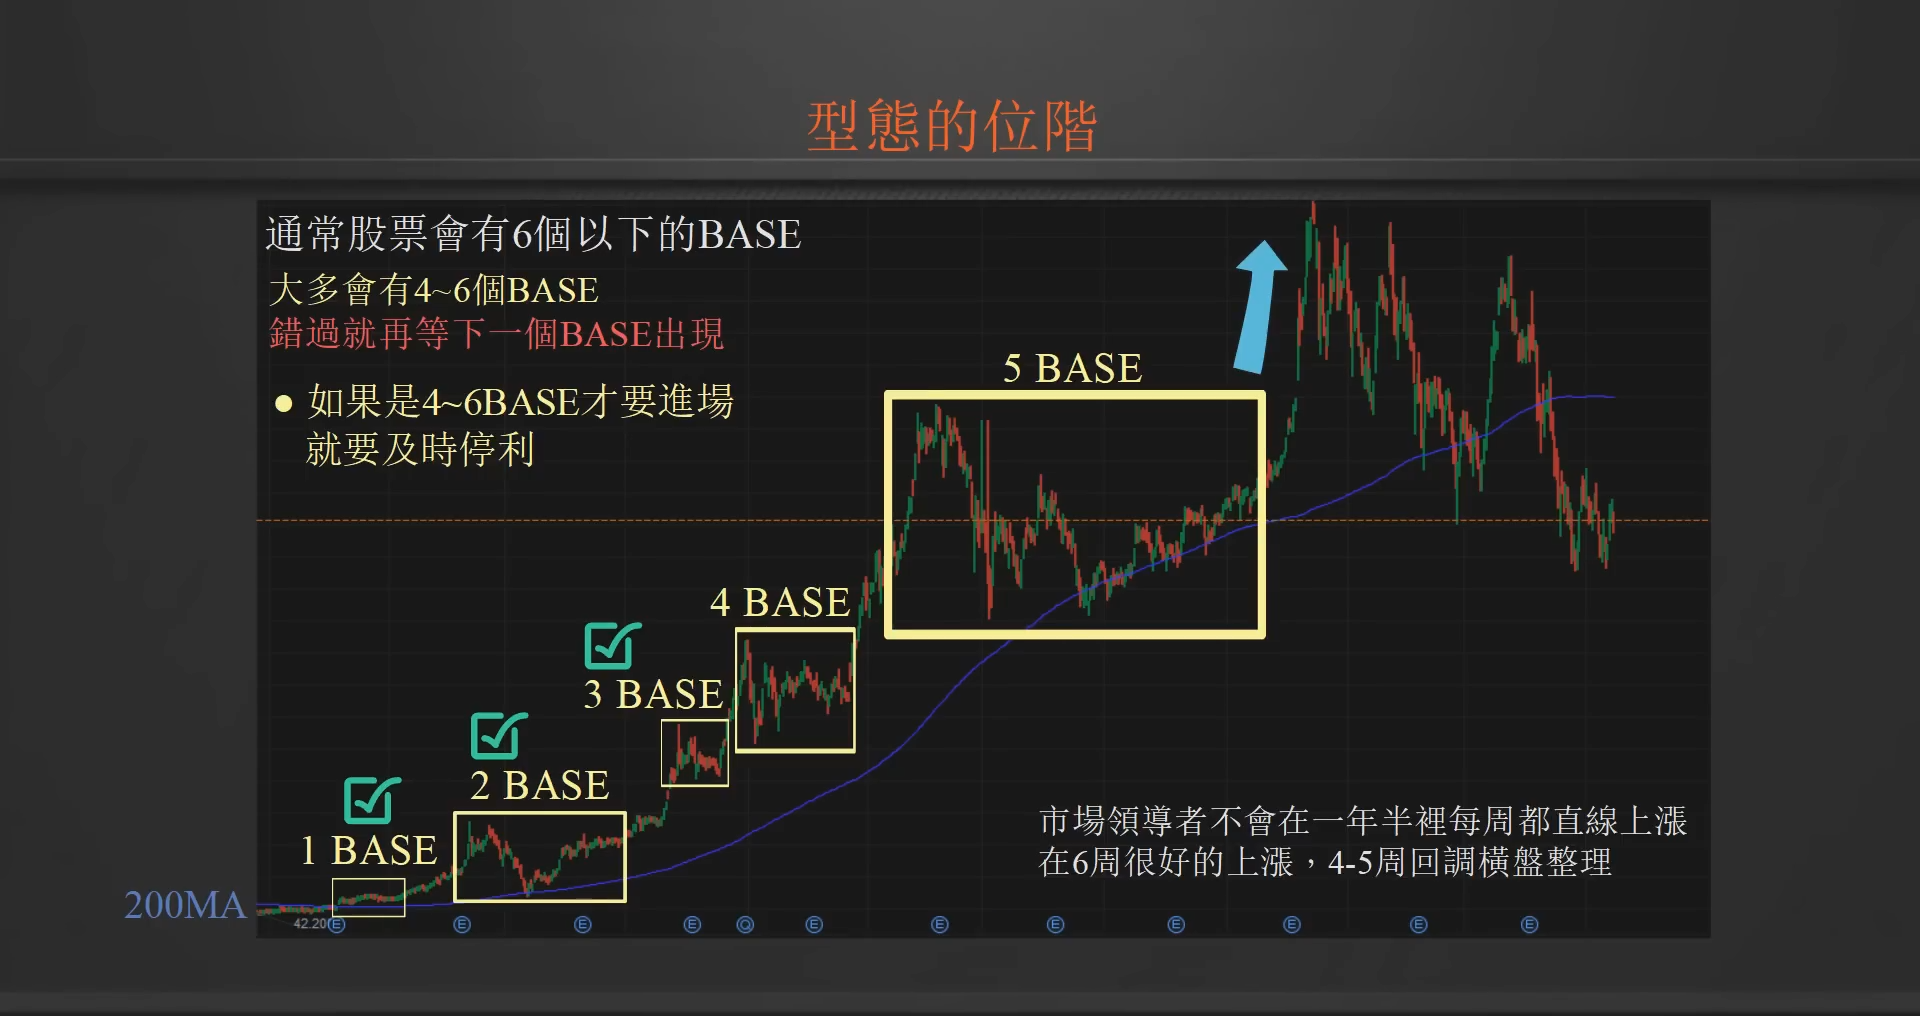 型態的位階
通常股票會有6個以下的BASE
大多會有4~6個BASE
錯過就再等下一個BASE出現
● 如果是4~6BASE才要進場
就要及時停利
5 BASE
4 BASE
3 BASE
2 BASE
1 BASE
市場領導者不會在一年半裡每周都直線上漲
在6周很好的上漲，4-5周回調橫盤整理
200MA
42.20
E E E E Q E E E E E E E